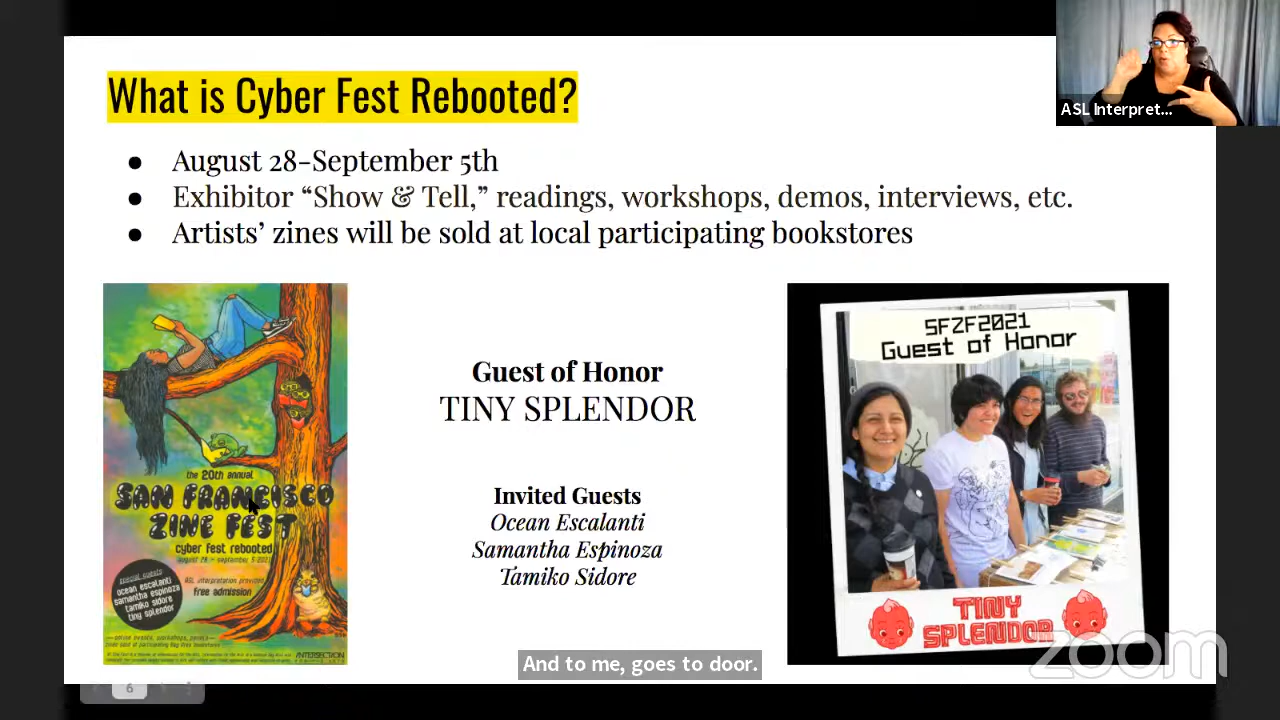 What is Cyber Fest Rebooted?
ASL Interpret...
● August 28-September 5th
● Exhibitor “Show & Tell,” readings, workshops, demos, interviews, etc.
● Artists’ zines will be sold at local participating bookstores
the 20th annual
SAN FRANCISCO
ZINE FEST
cyber fest rebooted
august 28 - september 5 2021
special guests
ocean escalanti
samantha espinoza
tamiko sidore
tiny splendor
ASL interpretation provided
free admission
INTERSECTION
Guest of Honor
TINY SPLENDOR
Invited Guests
Ocean Escalanti
Samantha Espinoza
Tamiko Sidore
SFZF2021
Guest of Honor
TINY
SPLENDOR
And to me, goes to door.
zoom
6